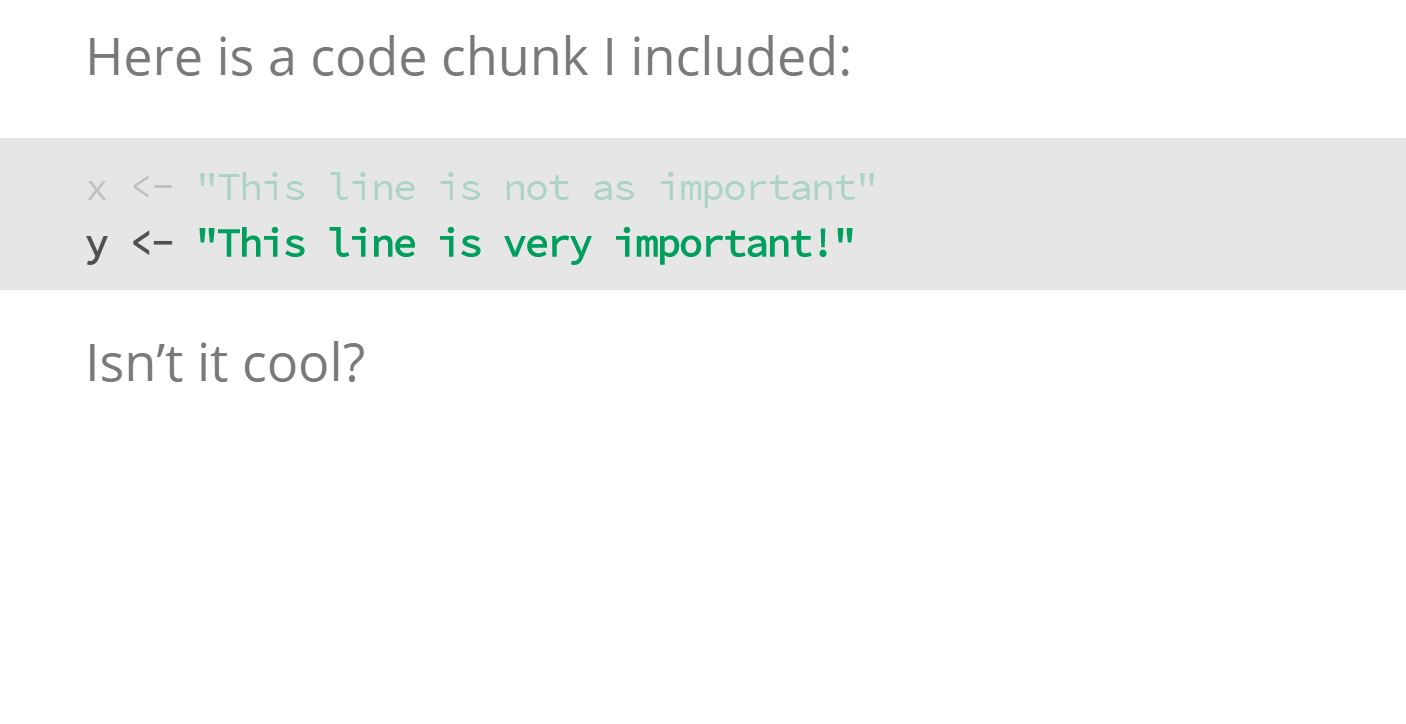 Here is a code chunk I included:
x <- "This line is not as important"
y <- "This line is very important!"
Isn’t it cool?